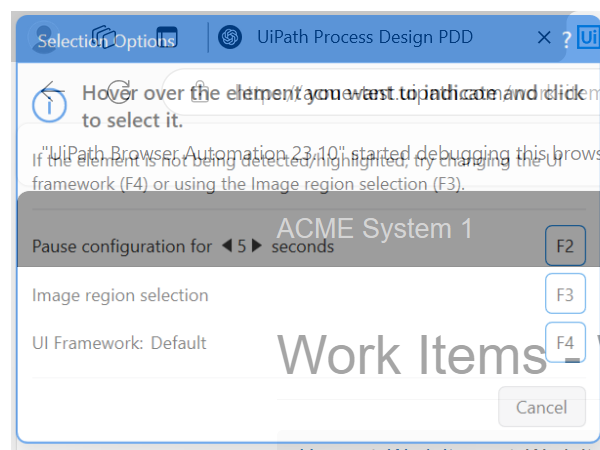 Selection Options
UiPath Process Design PDD
?
Ui
Hover over the element you want to indicate and click
to select it.
"UiPath Browser Automation 23.10" started debugging this brows
If the element is not being detected/highlighted, try changing the UI
framework (F4) or using the Image region selection (F3).
ACME System 1
Pause configuration for 5 seconds
F2
Image region selection
F3
UI Framework: Default
F4
Work Items -
Cancel